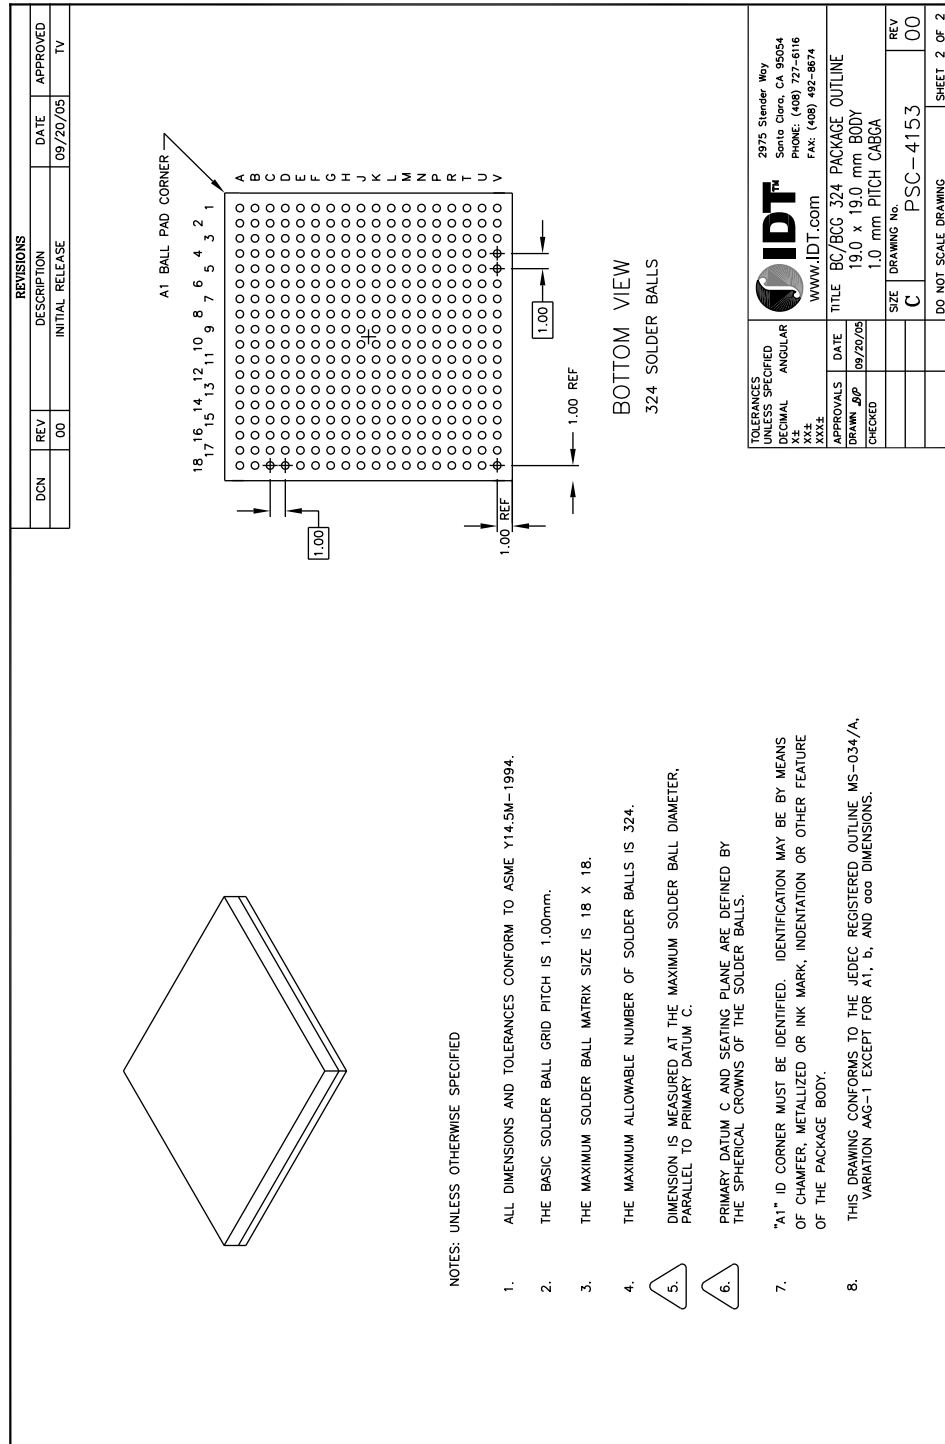 REVISIONS
DCN REV DESCRIPTION DATE APPROVED
00 INITIAL RELEASE 09/20/05 TV
A1 BALL PAD CORNER
18 16 14 12 10 8 6 4 2
17 15 13 11 9 7 5 3 1
A
B
C
D
E
F
G
H
J
K
L
M
N
P
R
T
U
V
1.00
1.00
1.00 REF
1.00 REF
BOTTOM VIEW
324 SOLDER BALLS
NOTES: UNLESS OTHERWISE SPECIFIED
1. ALL DIMENSIONS AND TOLERANCES CONFORM TO ASME Y14.5M-1994.
2. THE BASIC SOLDER BALL GRID PITCH IS 1.00mm.
3. THE MAXIMUM SOLDER BALL MATRIX SIZE IS 18 X 18.
4. THE MAXIMUM ALLOWABLE NUMBER OF SOLDER BALLS IS 324.
5. DIMENSION IS MEASURED AT THE MAXIMUM SOLDER BALL DIAMETER,
PARALLEL TO PRIMARY DATUM C.
6. PRIMARY DATUM C AND SEATING PLANE ARE DEFINED BY
THE SPHERICAL CROWNS OF THE SOLDER BALLS.
7. "A1" ID CORNER MUST BE IDENTIFIED. IDENTIFICATION MAY BE BY MEANS
OF CHAMFER, METALLIZED OR INK MARK, INDENTATION OR OTHER FEATURE
OF THE PACKAGE BODY.
8. THIS DRAWING CONFORMS TO THE JEDEC REGISTERED OUTLINE MS-034/A,
VARIATION AAG-1 EXCEPT FOR A1, b, AND aaa DIMENSIONS.
TOLERANCES
UNLESS SPECIFIED
DECIMAL ANGULAR
X±
XX±
XXX±
APPROVALS DATE
DRAWN 09/20/05
CHECKED
IDT™
www.IDT.com
2975 Stender Way
Santa Clara, CA 95054
PHONE: (408) 727-6116
FAX: (408) 492-8674
TITLE BC/BCG 324 PACKAGE OUTLINE
19.0 x 19.0 mm BODY
1.0 mm PITCH CABGA
SIZE DRAWING No. REV
C PSC-4153 00
DO NOT SCALE DRAWING SHEET 2 OF 2